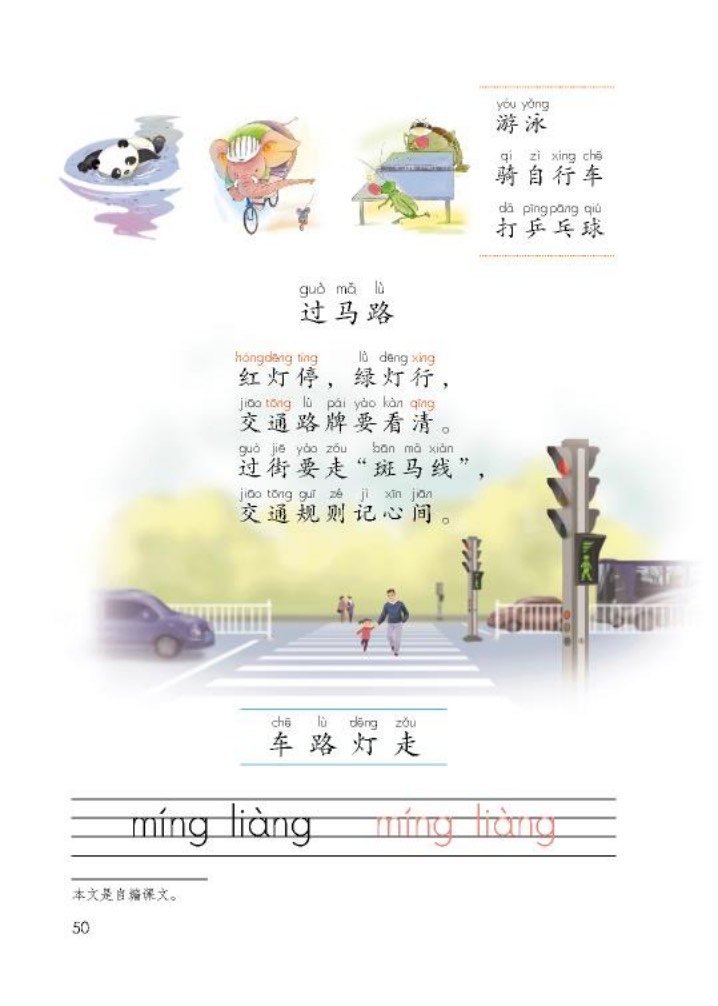 yóu yǒng
游泳
qí zì xíng chē
骑自行车
dǎ pīngpāng qiú
打乒乓球
guò mǎ lù
过马路
hóngdēng tíng lǜ dēng xíng
红灯停，绿灯行，
jiāo tōng lù pái yào kàn qīng
交通路牌要看清。
guò jiē yào zǒu bān mǎ xiàn
过街要走“斑马线”，
jiāo tōng guī zé jì xīn jiān
交通规则记心间。
chē lù dēng zǒu
车路灯走
míng liàng míng liàng
本文是自编课文。
50